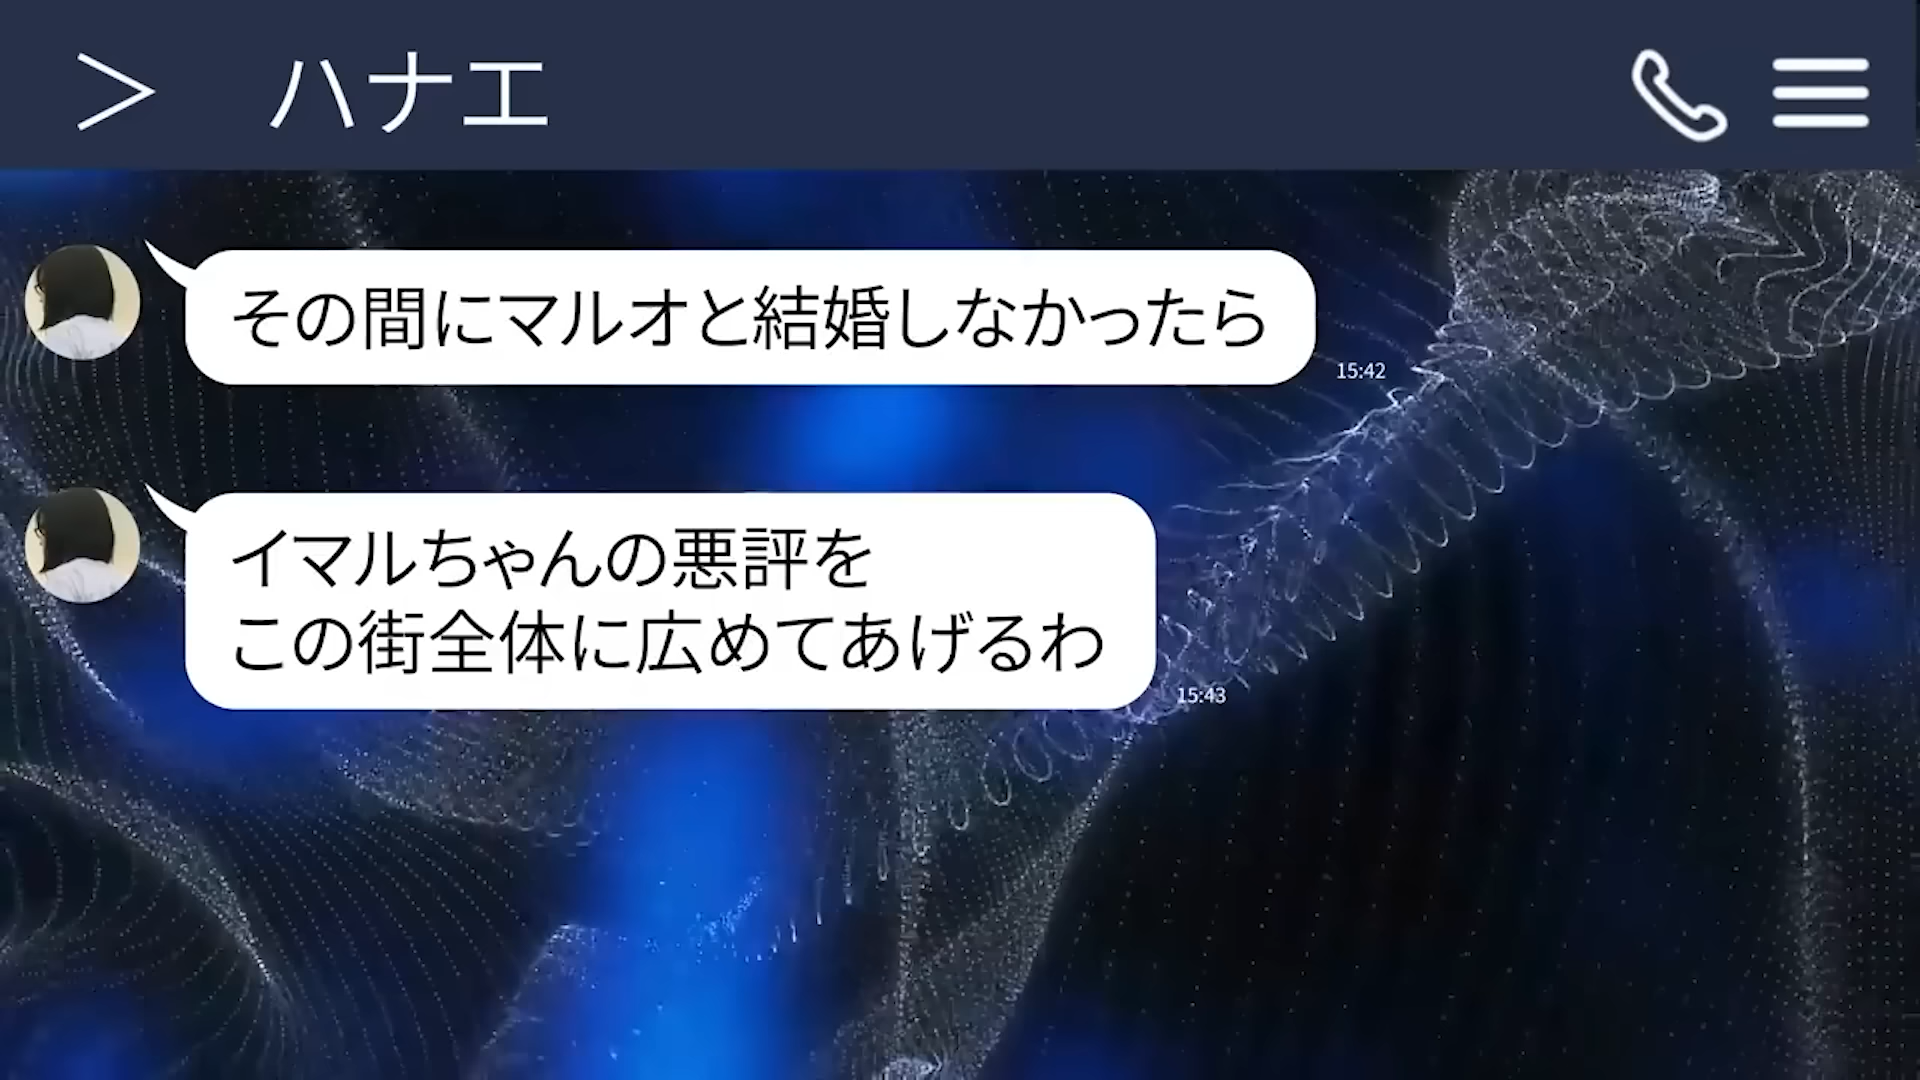 ＞ ハナエ
その間にマルオと結婚しなかったら
15:42
イマルちゃんの悪評を
この街全体に広めてあげるわ
15:43